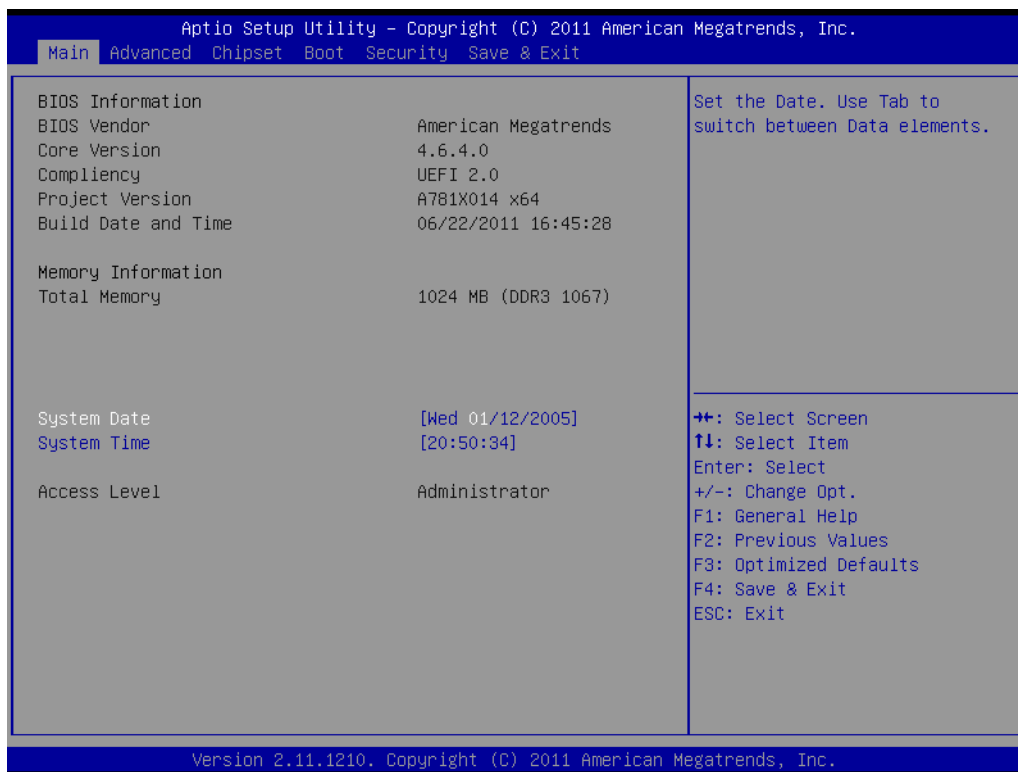 Aptio Setup Utility – Copyright (C) 2011 American Megatrends, Inc.
Main Advanced Chipset Boot Security Save & Exit
BIOS Information
BIOS Vendor American Megatrends
Core Version 4.6.4.0
Compliency UEFI 2.0
Project Version A781X014 x64
Build Date and Time 06/22/2011 16:45:28
Memory Information
Total Memory 1024 MB (DDR3 1067)
System Date [Wed 01/12/2005]
System Time [20:50:34]
Access Level Administrator
Set the Date. Use Tab to
switch between Data elements.
→←: Select Screen
↑↓: Select Item
Enter: Select
+/-: Change Opt.
F1: General Help
F2: Previous Values
F3: Optimized Defaults
F4: Save & Exit
ESC: Exit
Version 2.11.1210. Copyright (C) 2011 American Megatrends, Inc.